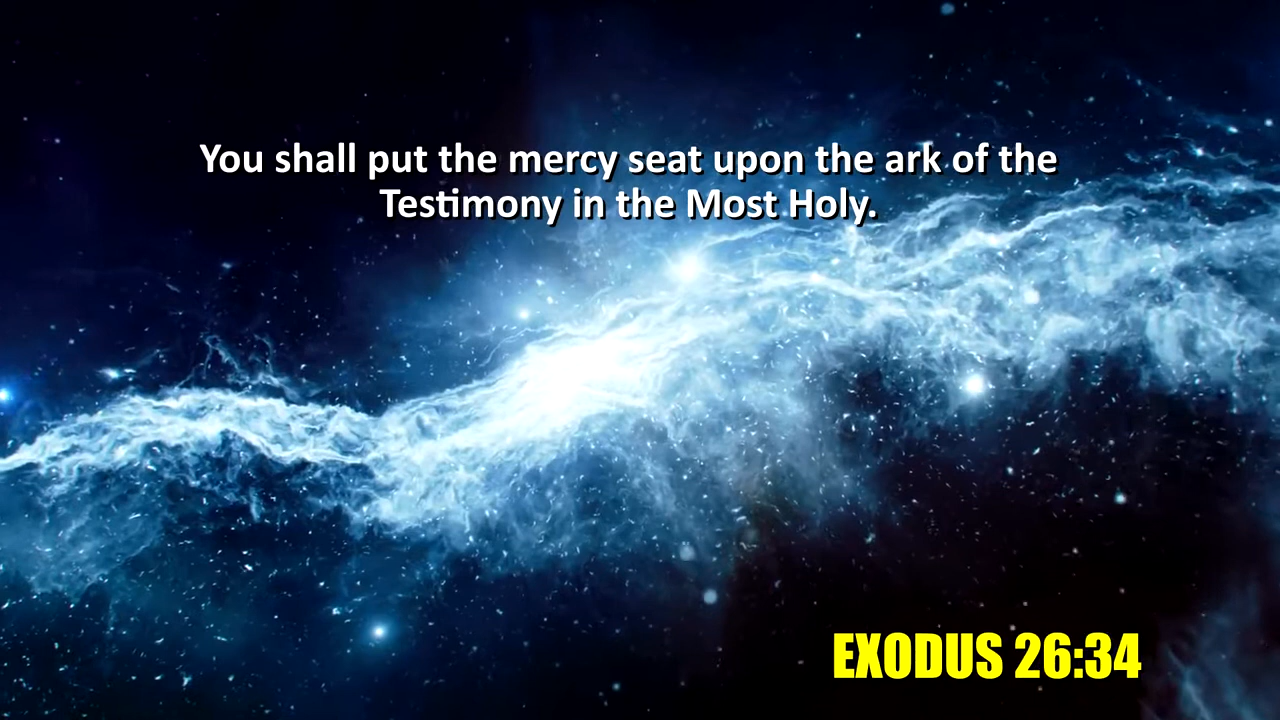 You shall put the mercy seat upon the ark of the
Testimony in the Most Holy.
EXODUS 26:34